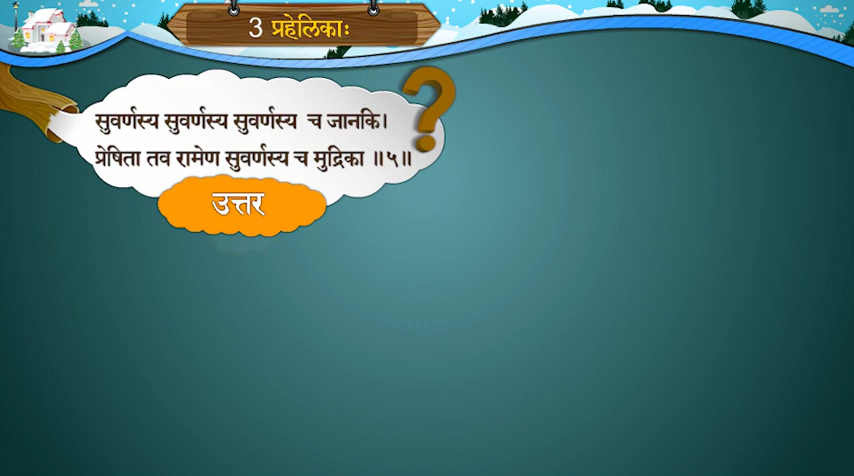 3 प्रहेलिकाः
सुवर्णस्य सुवर्णस्य सुवर्णस्य च जानकि।
प्रेषिता तव रामेण सुवर्णस्य च मुद्रिका ॥५॥
?
उत्तर